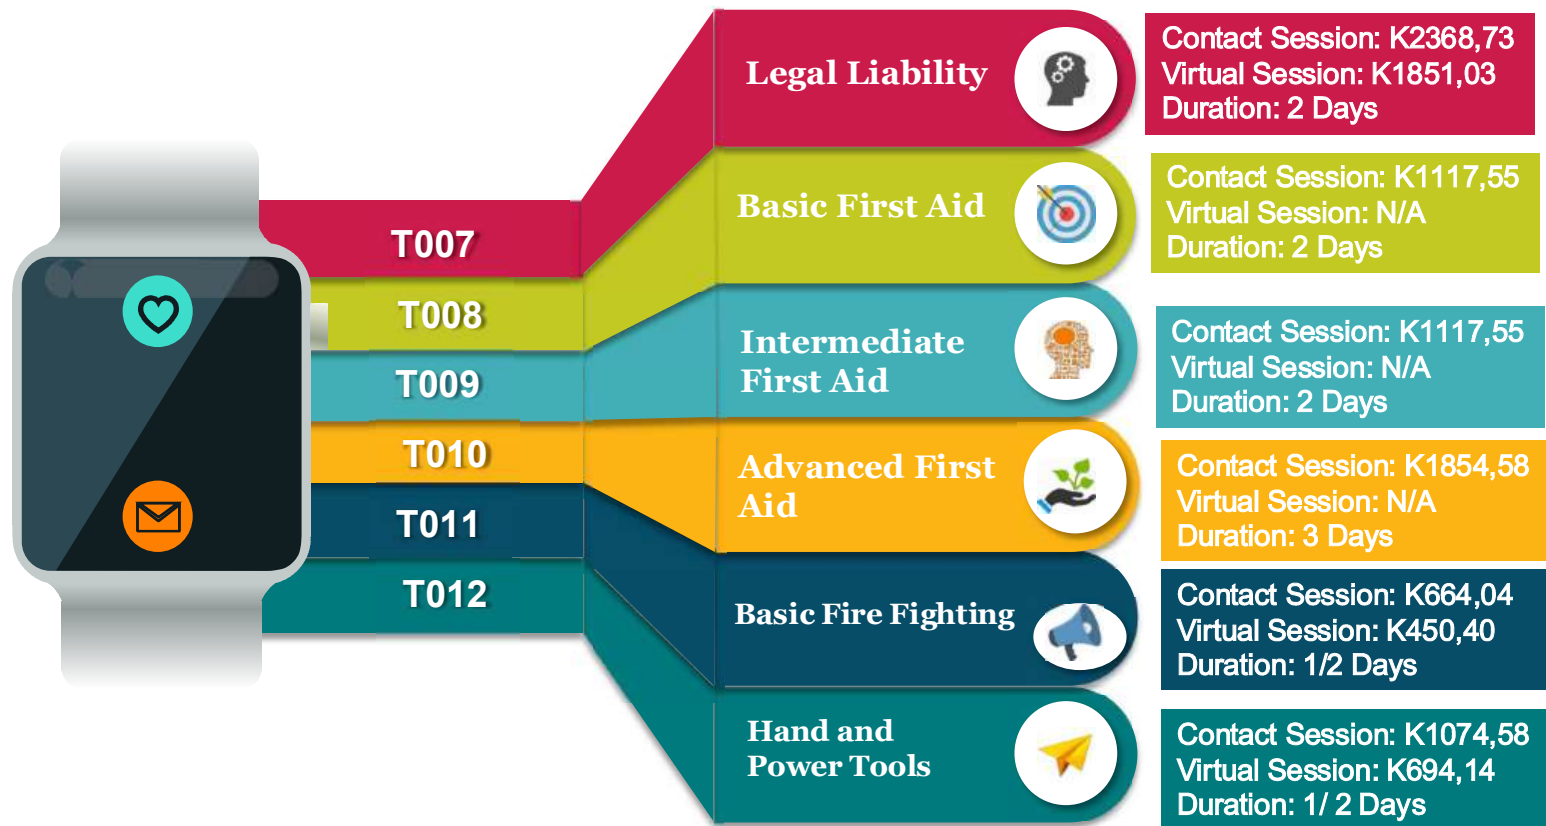 T007
Legal Liability
Contact Session: K2368,73
Virtual Session: K1851,03
Duration: 2 Days
T008
Basic First Aid
Contact Session: K1117,55
Virtual Session: N/A
Duration: 2 Days
T009
Intermediate
First Aid
Contact Session: K1117,55
Virtual Session: N/A
Duration: 2 Days
T010
Advanced First
Aid
Contact Session: K1854,58
Virtual Session: N/A
Duration: 3 Days
T011
Basic Fire Fighting
Contact Session: K664,04
Virtual Session: K450,40
Duration: 1/2 Days
T012
Hand and
Power Tools
Contact Session: K1074,58
Virtual Session: K694,14
Duration: 1/ 2 Days